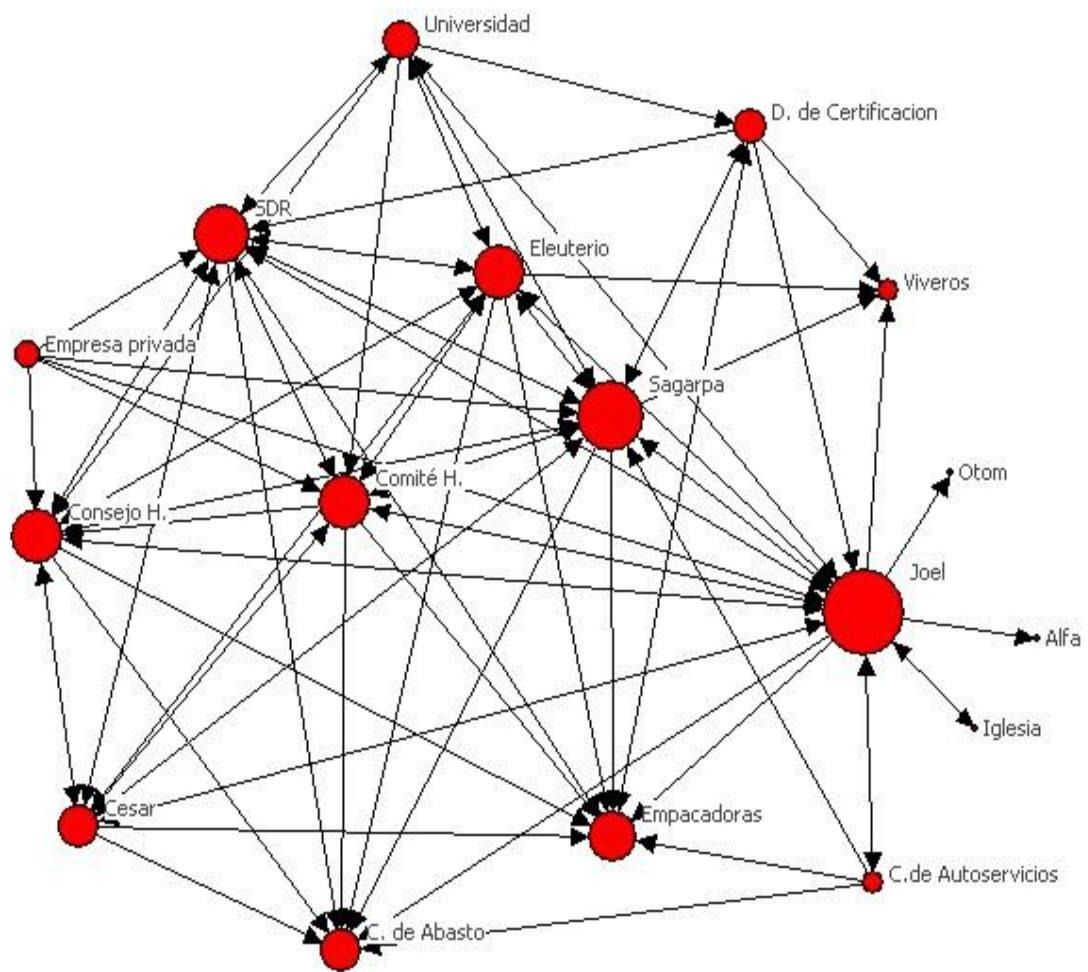 Universidad
D. de Certificacion
SDR
Eleuterio
Viveros
Empresa privada
Sagarpa
Otom
Comité H.
Consejo H.
Joel
Alfa
Iglesia
Cesar
Empacadoras
C.de Autoservicios
C. de Abasto